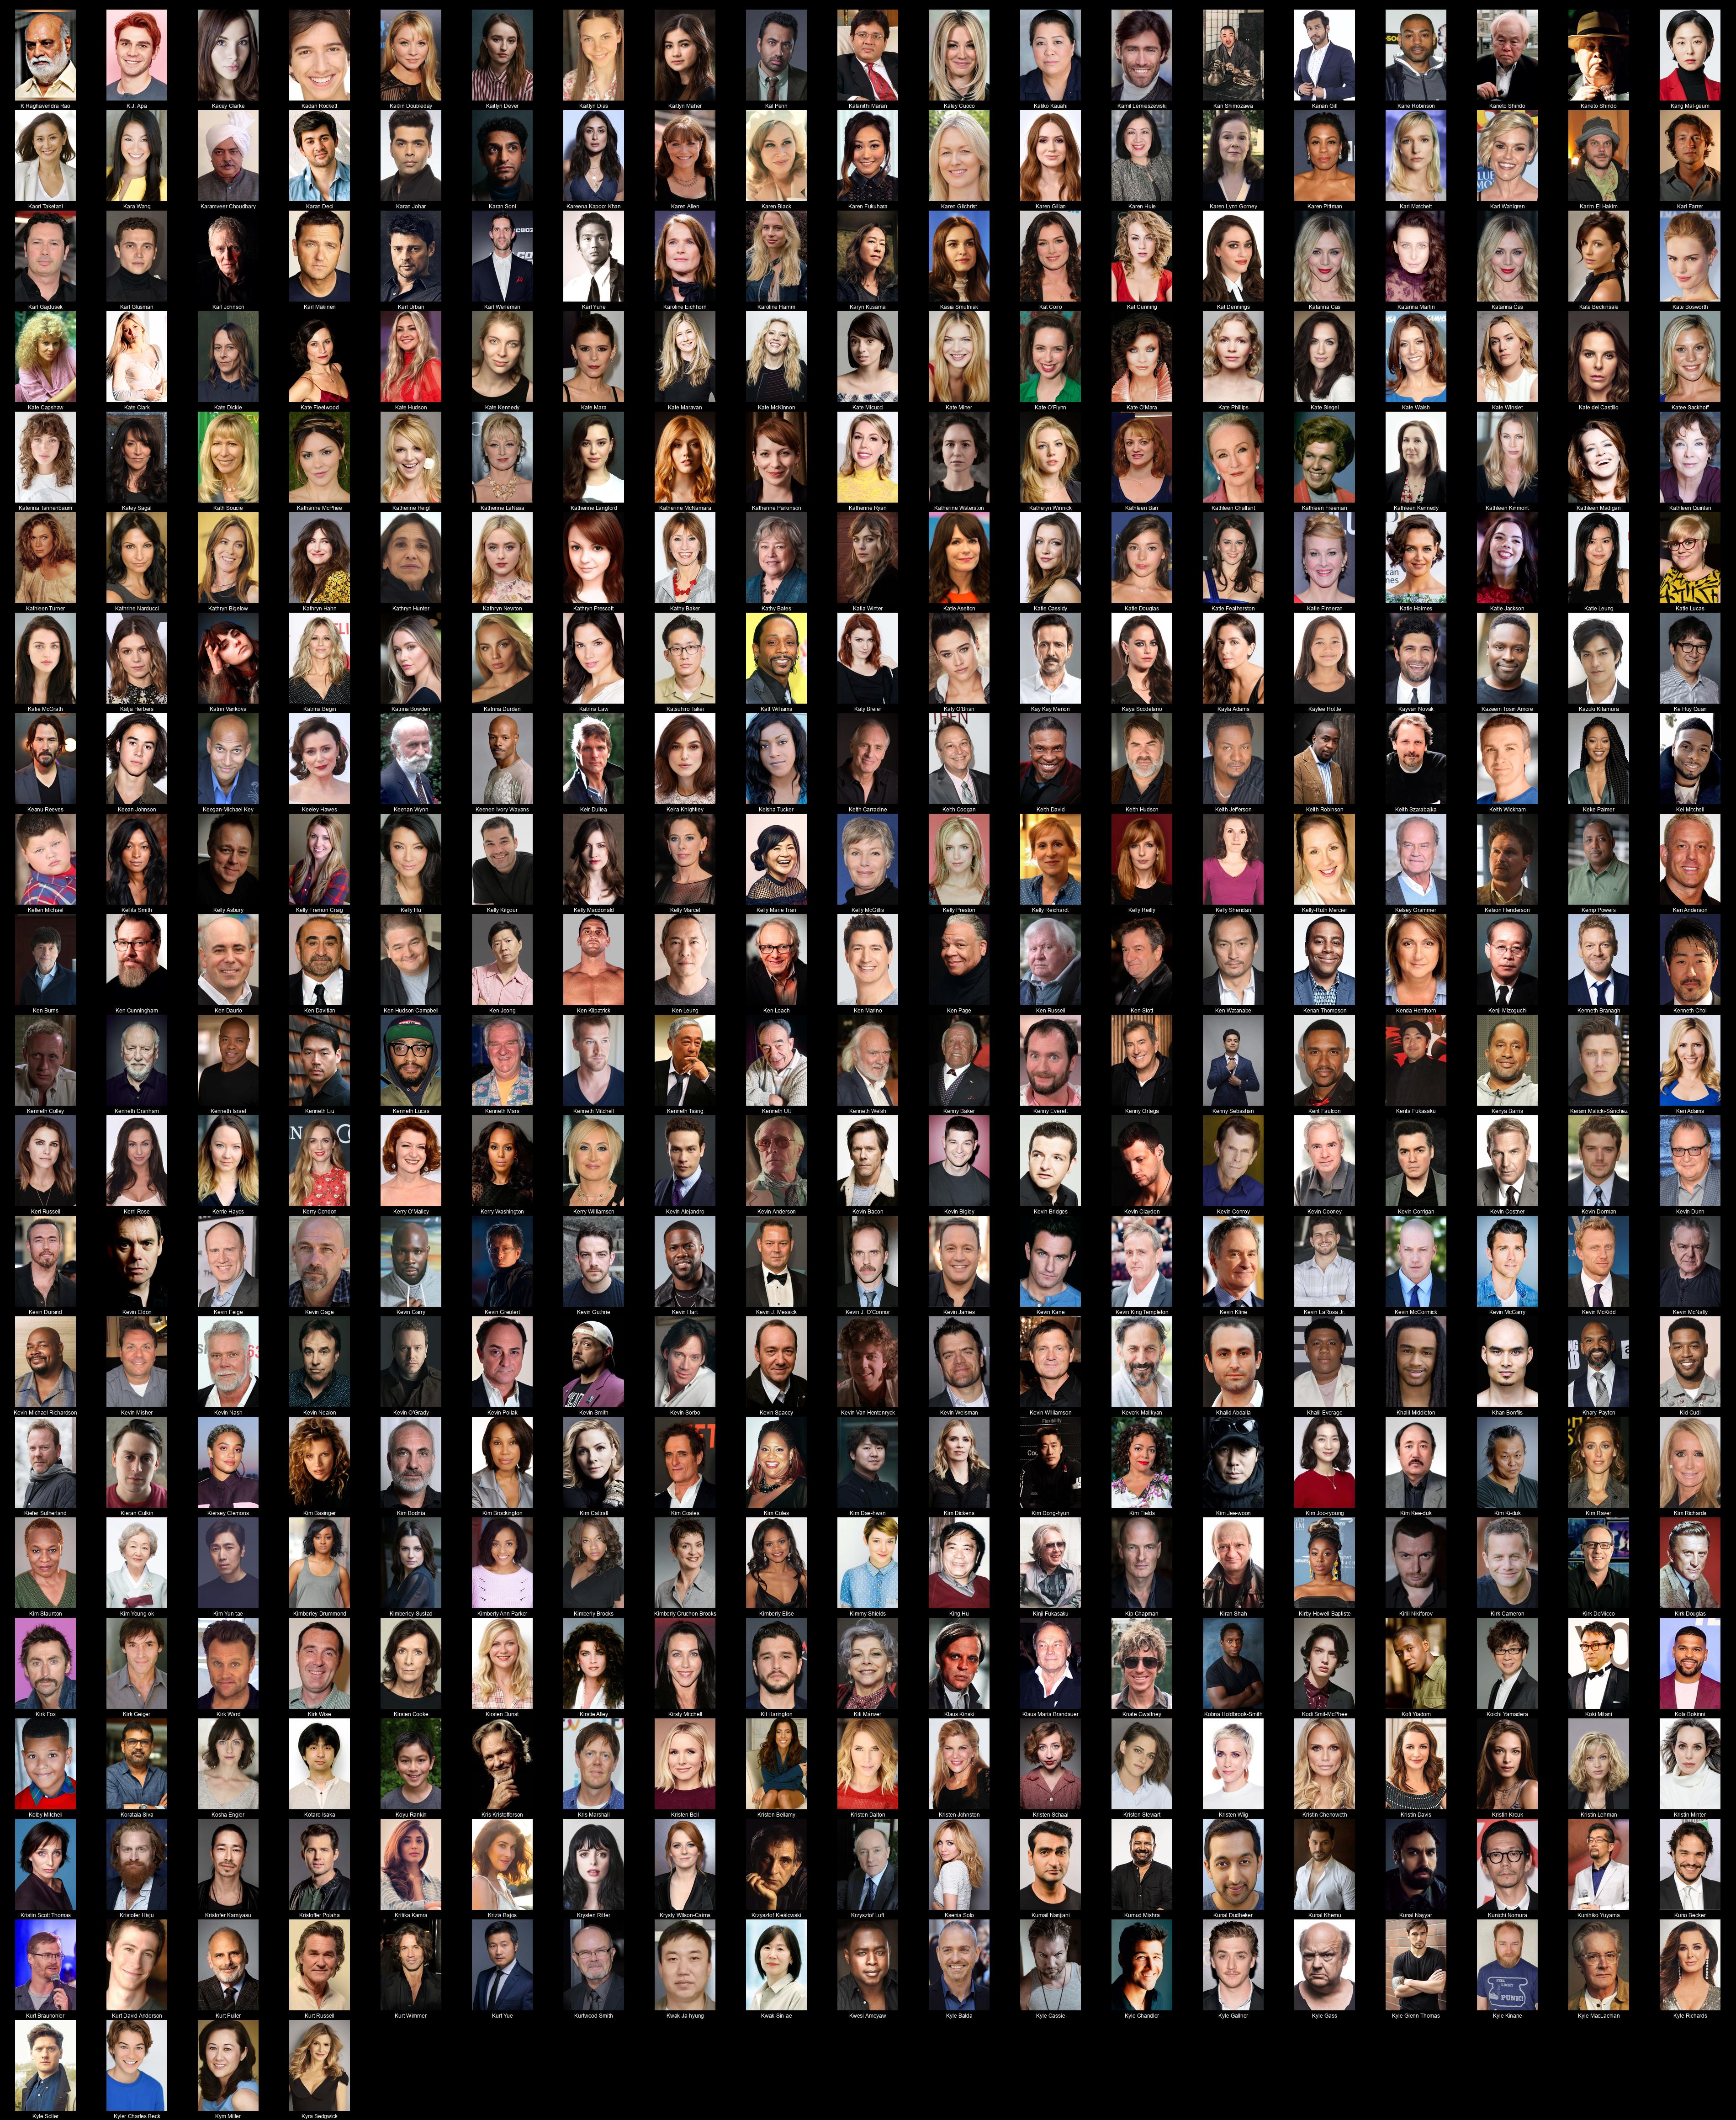 K Raghavendra Rao K.J. Apa Kacey Clarke Kadan Rockett Kaitlin Doubleday Kaitlyn Dever Kaitlyn Dias Kaitlyn Maher Kal Penn Kalanithi Maran Kaley Cuoco Kaliko Kauahi Kamil Lemieszewski Kan Shimozawa Kanan Gill Kane Robinson Kaneto Shindo Kaneto Shindô Kang Mal-geum
Kaori Taketani Kara Wang Karamveer Choudhary Karan Deol Karan Johar Karan Soni Kareena Kapoor Khan Karen Allen Karen Black Karen Fukuhara Karen Gilchrist Karen Gillan Karen Huie Karen Lynn Gorney Karen Pittman Kari Matchett Kari Wahlgren Karim El Hakim Karl Farrer
Karl Gajdusek Karl Glusman Karl Johnson Karl Makinen Karl Urban Karl Werleman Karl Yune Karoline Eichhorn Karoline Hamm Karyn Kusama Kasia Smutniak Kat Coiro Kat Cunning Kat Dennings Katarina Cas Katarina Martin Katarina Čas Kate Beckinsale Kate Bosworth
Kate Capshaw Kate Clark Kate Dickie Kate Fleetwood Kate Hudson Kate Kennedy Kate Mara Kate Maravan Kate McKinnon Kate Micucci Kate Miner Kate O'Flynn Kate O'Mara Kate Phillips Kate Siegel Kate Walsh Kate Winslet Kate del Castillo Katee Sackhoff
Katerina Tannenbaum Katey Sagal Kath Soucie Katharine McPhee Katherine Heigl Katherine LaNasa Katherine Langford Katherine McNamara Katherine Parkinson Katherine Ryan Katherine Waterston Katheryn Winnick Kathleen Barr Kathleen Chalfant Kathleen Freeman Kathleen Kennedy Kathleen Kinmont Kathleen Madigan Kathleen Quinlan
Kathleen Turner Kathrine Narducci Kathryn Bigelow Kathryn Hahn Kathryn Hunter Kathryn Newton Kathryn Prescott Kathy Baker Kathy Bates Katia Winter Katie Aselton Katie Cassidy Katie Douglas Katie Featherston Katie Finneran Katie Holmes Katie Jackson Katie Leung Katie Lucas
Katie McGrath Katja Herbers Katrin Vankova Katrina Begin Katrina Bowden Katrina Durden Katrina Law Katsuhiro Takei Katt Williams Katy Breier Katy O'Brian Kay Kay Menon Kaya Scodelario Kayla Adams Kaylee Hottle Kayvan Novak Kazeem Tosin Amore Kazuki Kitamura Ke Huy Quan
Keanu Reeves Keean Johnson Keegan-Michael Key Keeley Hawes Keenan Wynn Keenen Ivory Wayans Keir Dullea Keira Knightley Keisha Tucker Keith Carradine Keith Coogan Keith David Keith Hudson Keith Jefferson Keith Robinson Keith Szarabajka Keith Wickham Keke Palmer Kel Mitchell
Kellen Michael Kellita Smith Kelly Asbury Kelly Fremon Craig Kelly Hu Kelly Kilgour Kelly Macdonald Kelly Marcel Kelly Marie Tran Kelly McGillis Kelly Preston Kelly Reichardt Kelly Reilly Kelly Sheridan Kelly-Ruth Mercier Kelsey Grammer Kelson Henderson Kemp Powers Ken Anderson
Ken Burns Ken Cunningham Ken Daurio Ken Davitian Ken Hudson Campbell Ken Jeong Ken Kilpatrick Ken Leung Ken Loach Ken Marino Ken Page Ken Russell Ken Stott Ken Watanabe Kenan Thompson Kenda Henthorn Kenji Mizoguchi Kenneth Branagh Kenneth Choi
Kenneth Colley Kenneth Cranham Kenneth Israel Kenneth Liu Kenneth Lucas Kenneth Mars Kenneth Mitchell Kenneth Tsang Kenneth Utt Kenneth Welsh Kenny Baker Kenny Everett Kenny Ortega Kenny Sebastian Kent Faulcon Kenta Fukasaku Kenya Barris Keram Malicki-Sánchez Keri Adams
Keri Russell Kerri Rose Kerrie Hayes Kerry Condon Kerry O'Malley Kerry Washington Kerry Williamson Kevin Alejandro Kevin Anderson Kevin Bacon Kevin Bigley Kevin Bridges Kevin Claydon Kevin Conroy Kevin Cooney Kevin Corrigan Kevin Costner Kevin Dorman Kevin Dunn
Kevin Durand Kevin Eldon Kevin Feige Kevin Gage Kevin Garry Kevin Greutert Kevin Guthrie Kevin Hart Kevin J. Messick Kevin J. O'Connor Kevin James Kevin Kane Kevin King Templeton Kevin Kline Kevin LaRosa Jr. Kevin McCormick Kevin McGarry Kevin McKidd Kevin McNally
Kevin Michael Richardson Kevin Misher Kevin Nash Kevin Nealon Kevin O'Grady Kevin Pollak Kevin Smith Kevin Sorbo Kevin Spacey Kevin Van Hentenryck Kevin Weisman Kevin Williamson Kevork Malikyan Khalid Abdalla Khalil Everage Khalil Middleton Khan Bonfils Khary Payton Kid Cudi
Kiefer Sutherland Kieran Culkin Kiersey Clemons Kim Basinger Kim Bodnia Kim Brockington Kim Cattrall Kim Coates Kim Coles Kim Dae-hwan Kim Dickens Kim Dong-hyun Kim Fields Kim Jee-woon Kim Joo-ryoung Kim Kee-duk Kim Ki-duk Kim Raver Kim Richards
Kim Staunton Kim Young-ok Kim Yun-tae Kimberley Drummond Kimberley Sustad Kimberly Ann Parker Kimberly Brooks Kimberly Cruchon Brooks Kimberly Elise Kimmy Shields King Hu Kinji Fukasaku Kip Chapman Kiran Shah Kirby Howell-Baptiste Kirill Nikiforov Kirk Cameron Kirk DeMicco Kirk Douglas
Kirk Fox Kirk Geiger Kirk Ward Kirk Wise Kirsten Cooke Kirsten Dunst Kirstie Alley Kirsty Mitchell Kit Harington Kiti Mánver Klaus Kinski Klaus Maria Brandauer Knate Gwaltney Kobna Holdbrook-Smith Kodi Smit-McPhee Kofi Yiadom Koichi Yamadera Koki Mitani Kola Bokinni
Kolby Mitchell Koratala Siva Kosha Engler Kotaro Isaka Koyu Rankin Kris Kristofferson Kris Marshall Kristen Bell Kristen Bellamy Kristen Dalton Kristen Johnston Kristen Schaal Kristen Stewart Kristen Wiig Kristin Chenoweth Kristin Davis Kristin Kreuk Kristin Lehman Kristin Minter
Kristin Scott Thomas Kristofer Hivju Kristofer Kamiyasu Kristoffer Polaha Kritika Kamra Krizia Bajos Krysten Ritter Krysty Wilson-Cairns Krzysztof Kieślowski Krzysztof Luft Ksenia Solo Kumail Nanjiani Kumud Mishra Kunal Dudheker Kunal Khemu Kunal Nayyar Kunichi Nomura Kunihiko Yuyama Kuno Becker
Kurt Braunohler Kurt David Anderson Kurt Fuller Kurt Russell Kurt Wimmer Kurt Yue Kurtwood Smith Kwak Ja-hyung Kwak Sin-ae Kwesi Ameyaw Kyle Balda Kyle Cassie Kyle Chandler Kyle Gallner Kyle Gass Kyle Glenn Thomas Kyle Kinane Kyle MacLachlan Kyle Richards
Kyle Soller Kyler Charles Beck Kym Miller Kyra Sedgwick